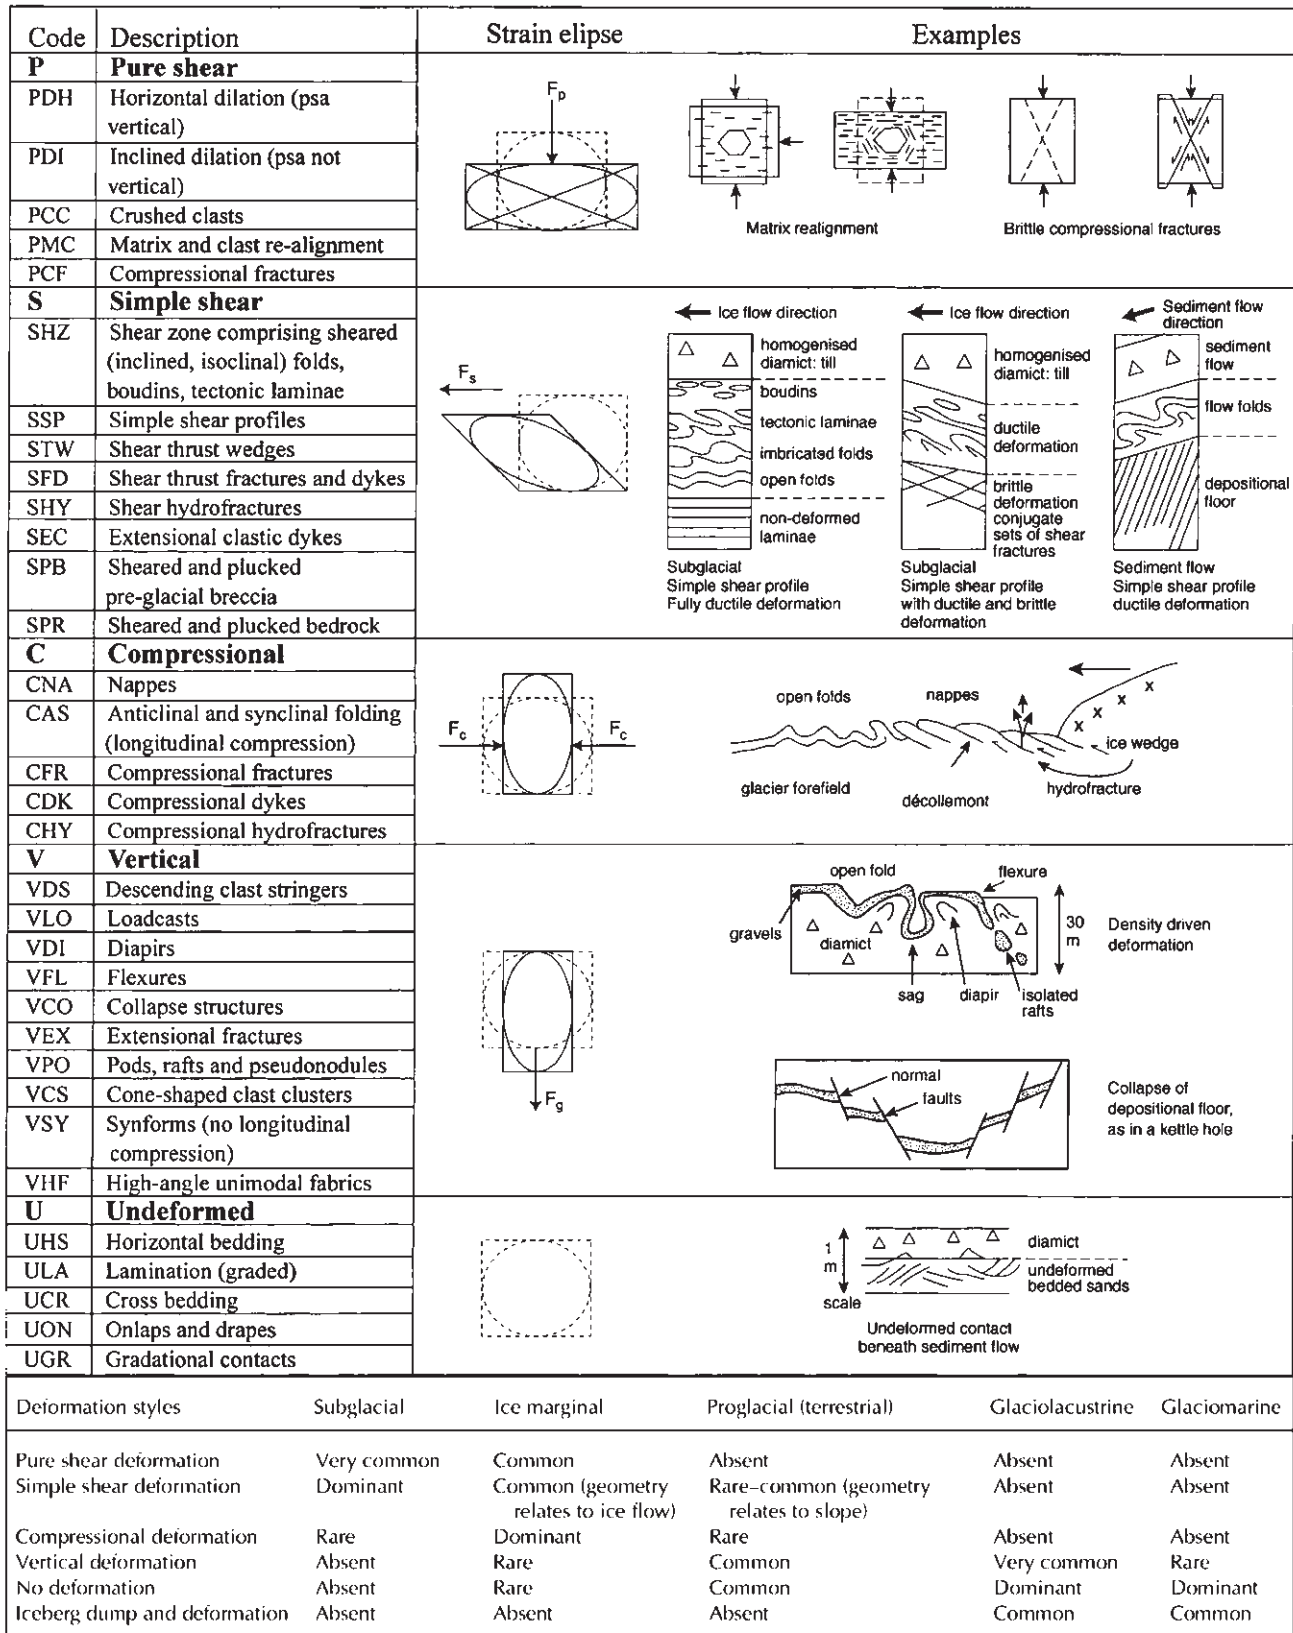 Code Description Strain elipse Examples
P Pure shear
PDH Horizontal dilation (psa
vertical)
PDI Inclined dilation (psa not
vertical)
PCC Crushed clasts
PMC Matrix and clast re-alignment
PCF Compressional fractures
Fp
Matrix realignment
Brittle compressional fractures
S Simple shear
SHZ Shear zone comprising sheared
(inclined, isoclinal) folds,
boudins, tectonic laminae
SSP Simple shear profiles
STW Shear thrust wedges
SFD Shear thrust fractures and dykes
SHY Shear hydrofractures
SEC Extensional clastic dykes
SPB Sheared and plucked
pre-glacial breccia
SPR Sheared and plucked bedrock
Fs
Ice flow direction
homogenised
diamict: till
boudins
tectonic laminae
imbricated folds
open folds
non-deformed
laminae
Subglacial
Simple shear profile
Fully ductile deformation
Ice flow direction
homogenised
diamict: till
ductile
deformation
brittle
deformation
conjugate
sets of shear
fractures
Subglacial
Simple shear profile
with ductile and brittle
deformation
Sediment flow
direction
sediment
flow
flow folds
depositional
floor
Sediment flow
Simple shear profile
ductile deformation
C Compressional
CNA Nappes
CAS Anticlinal and synclinal folding
(longitudinal compression)
CFR Compressional fractures
CDK Compressional dykes
CHY Compressional hydrofractures
Fc Fc
open folds
nappes
x x x x
ice wedge
glacier forefield
décollemont
hydrofracture
V Vertical
VDS Descending clast stringers
VLO Loadcasts
VDI Diapirs
VFL Flexures
VCO Collapse structures
VEX Extensional fractures
VPO Pods, rafts and pseudonodules
VCS Cone-shaped clast clusters
VSY Synforms (no longitudinal
compression)
VHF High-angle unimodal fabrics
Fg
open fold
flexure
gravels
diamict
30
m
Density driven
deformation
sag
diapir
isolated
rafts
normal
faults
Collapse of
depositional floor,
as in a kettle hole
U Undeformed
UHS Horizontal bedding
ULA Lamination (graded)
UCR Cross bedding
UON Onlaps and drapes
UGR Gradational contacts
1
m
scale
diamict
undeformed
bedded sands
Undeformed contact
beneath sediment flow
Deformation styles Subglacial Ice marginal Proglacial (terrestrial) Glaciolacustrine Glaciomarine
Pure shear deformation Very common Common Absent Absent Absent
Simple shear deformation Dominant Common (geometry Rare–common (geometry Absent Absent
relates to ice flow) relates to slope)
Compressional deformation Rare Dominant Rare Absent Absent
Vertical deformation Absent Rare Common Very common Rare
No deformation Absent Rare Common Dominant Dominant
Iceberg dump and deformation Absent Absent Absent Common Common